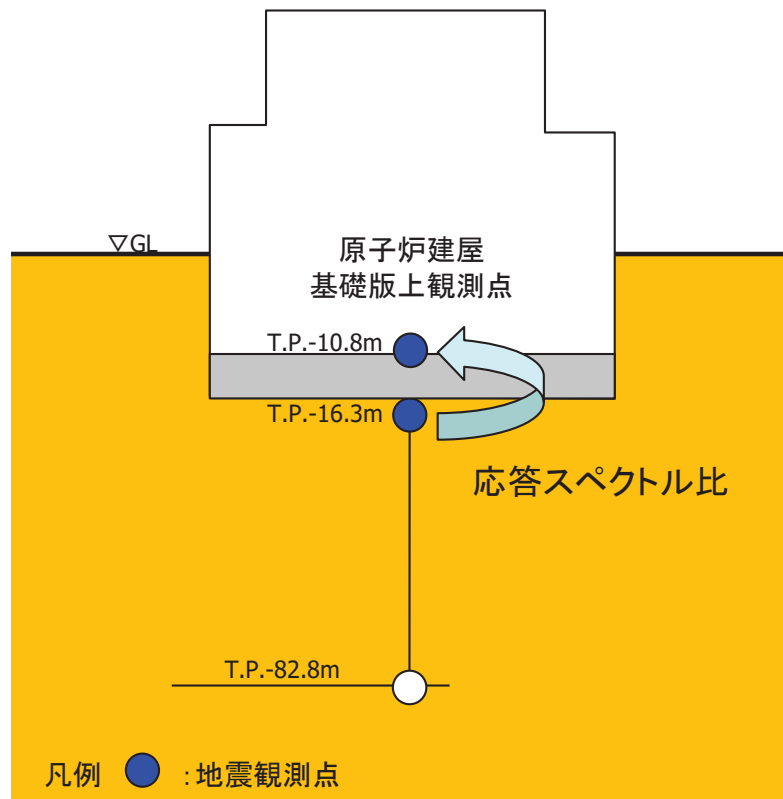 ▽GL
原子炉建屋
基礎版上観測点
T.P.-10.8m
T.P.-16.3m
応答スペクトル比
T.P.-82.8m
凡例 :地震観測点